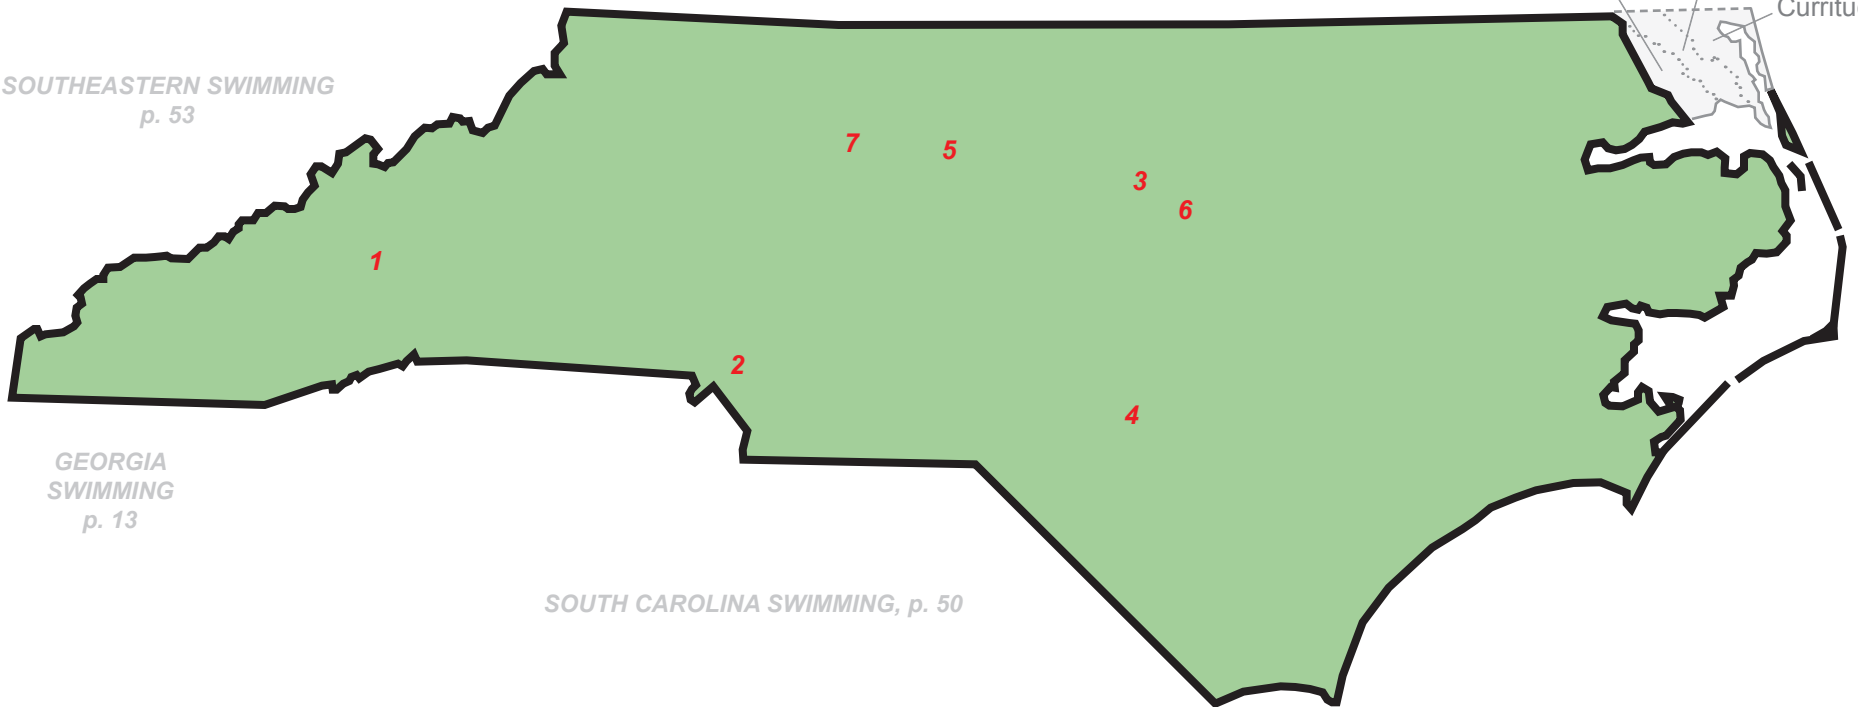 Curritu
SOUTHEASTERN SWIMMING
p. 53
7
5
3
6
1
2
4
GEORGIA
SWIMMING
p. 13
SOUTH CAROLINA SWIMMING, p. 50